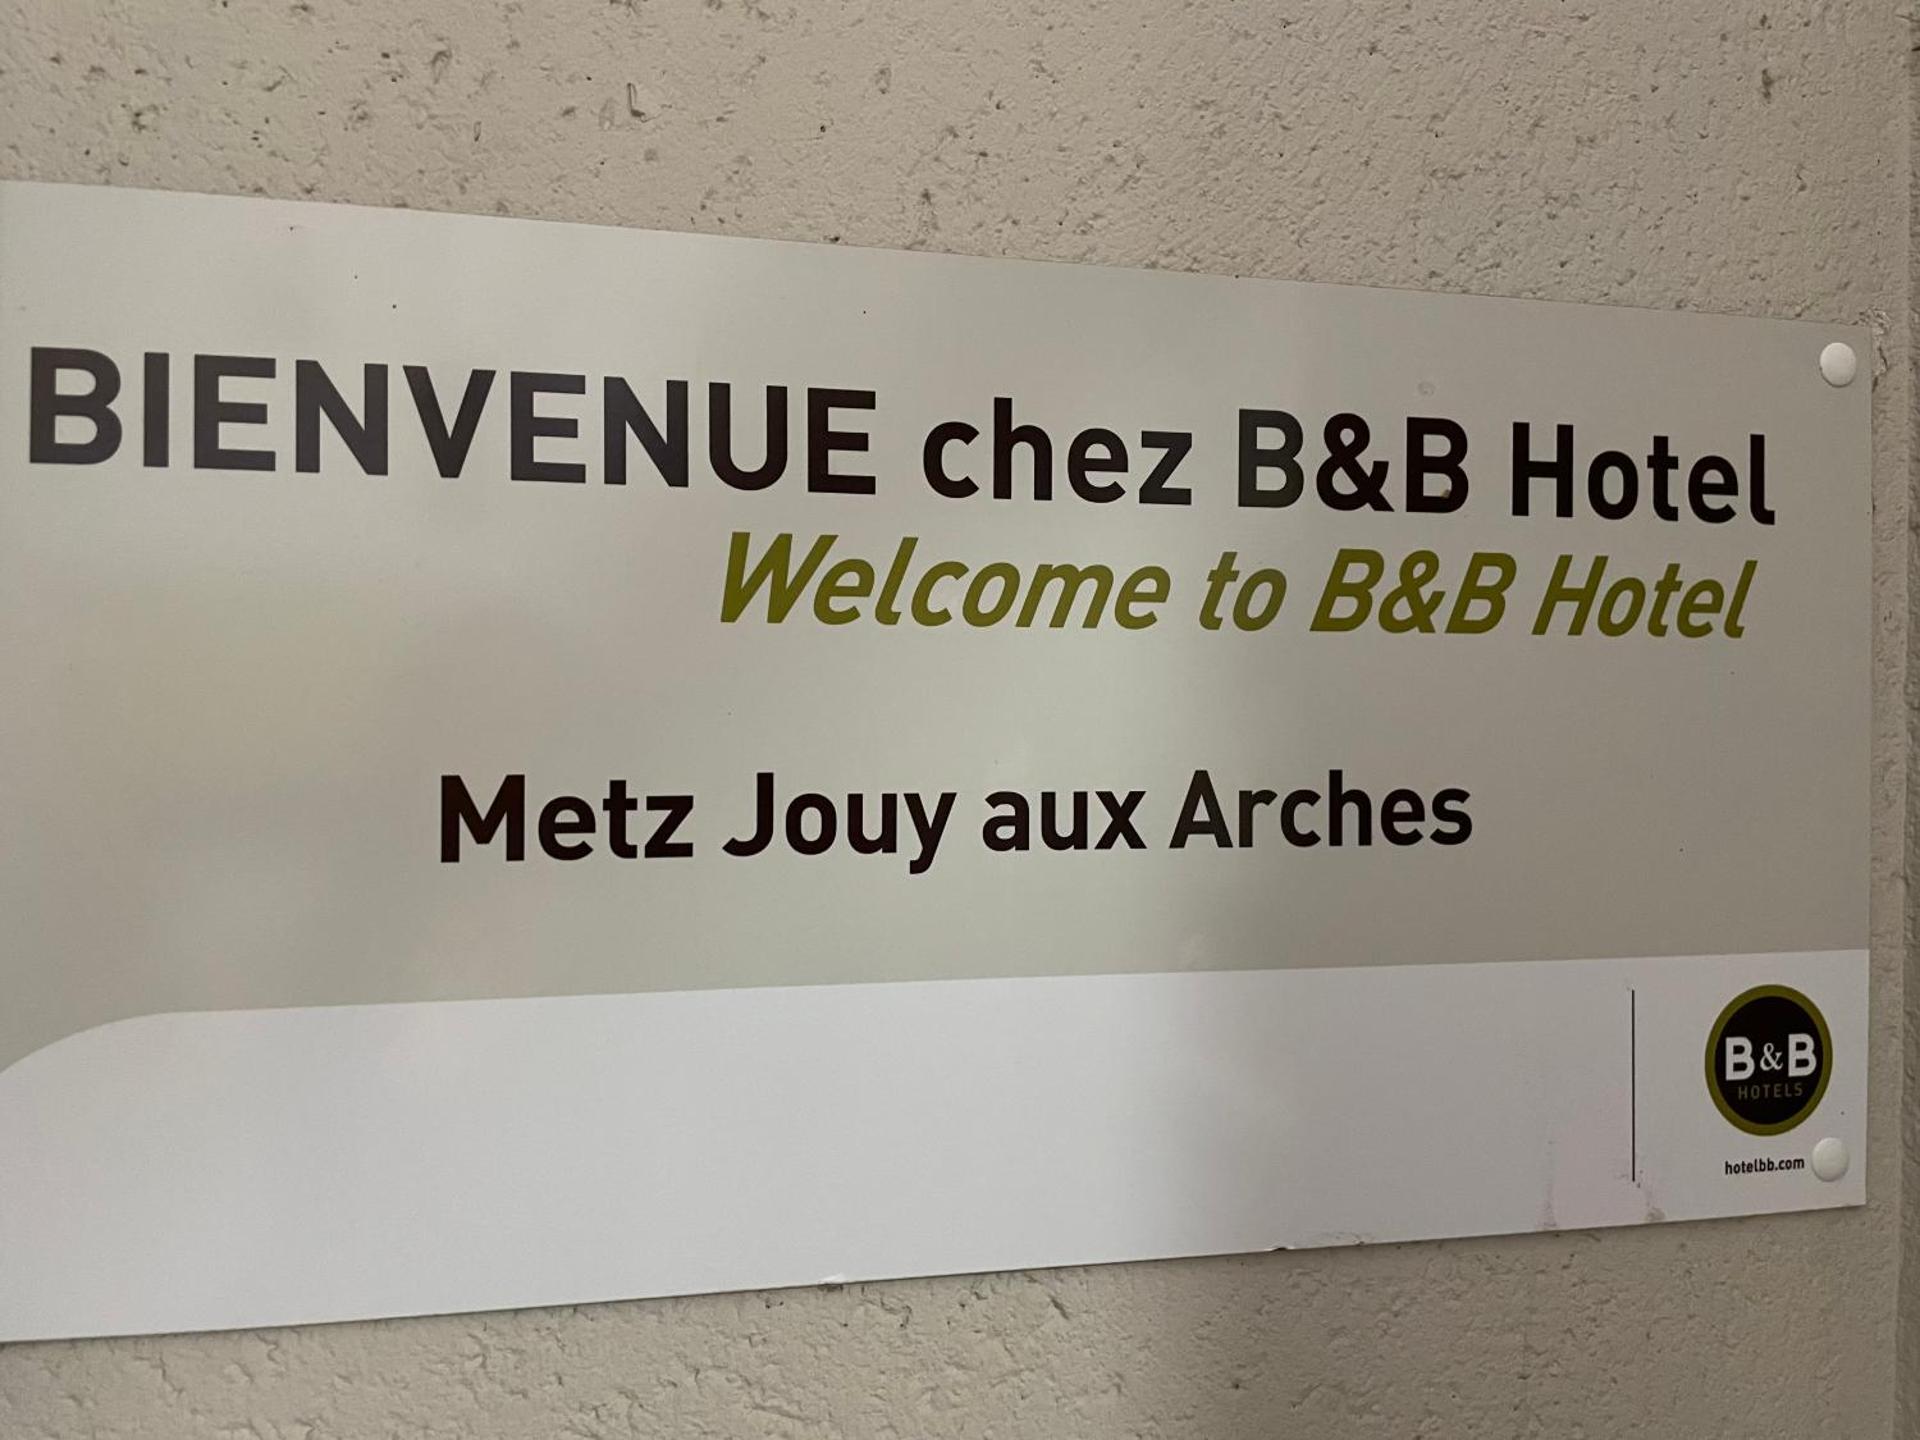 BIENVENUE chez B&B Hotel
Welcome to B&B Hotel
Metz Jouy aux Arches
B&B
HOTELS
hotelbb.com